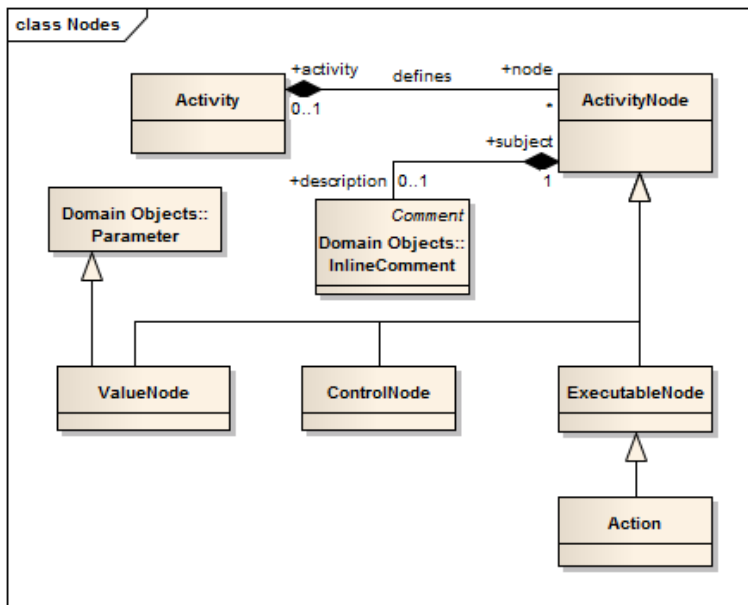 class Nodes
+activity
defines
+node
Activity
0..1
*
ActivityNode
+subject
1
+description
0..1
Comment
Domain Objects::
InlineComment
Domain Objects::
Parameter
ValueNode
ControlNode
ExecutableNode
Action